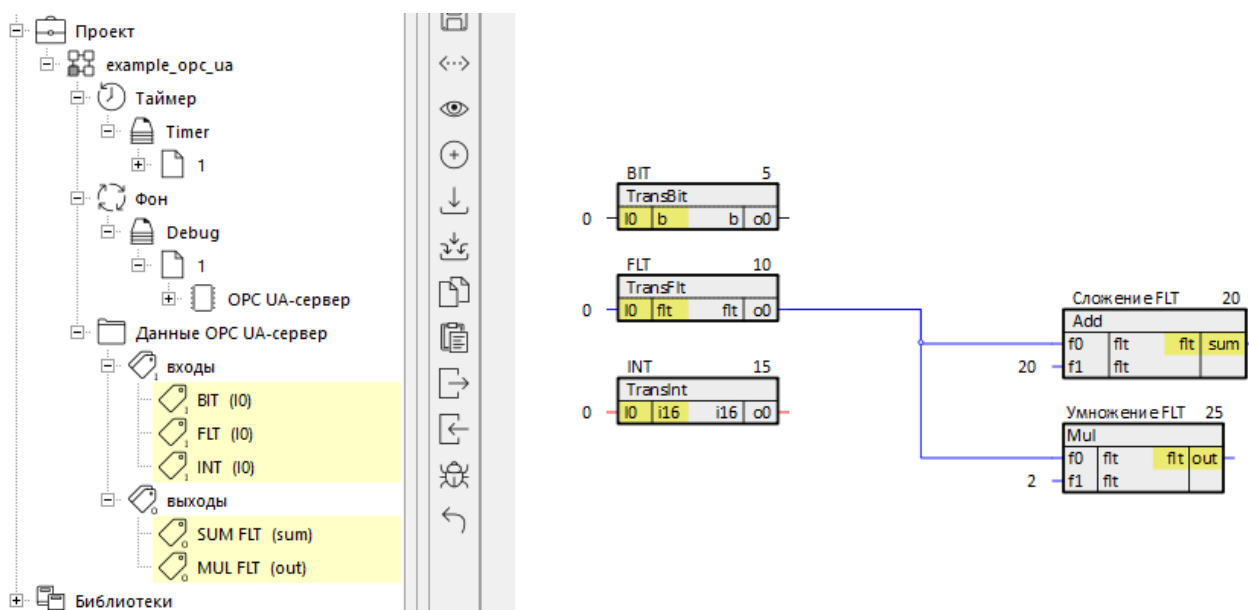 Проект
example_opc_ua
Таймер
Timer
1
Фон
Debug
1
OPC UA-сервер
Данные OPC UA-сервер
входы
BIT (I0)
FLT (I0)
INT (I0)
выходы
SUM FLT (sum)
MUL FLT (out)
Библиотеки
BIT 5
TransBit
0 I0 b b o0
FLT 10
TransFlt
0 I0 flt flt o0
INT 15
TransInt
0 I0 i16 i16 o0
Сложение FLT 20
Add
f0 flt flt sum
20 f1 flt
Умножение FLT 25
Mul
f0 flt flt out
2 f1 flt